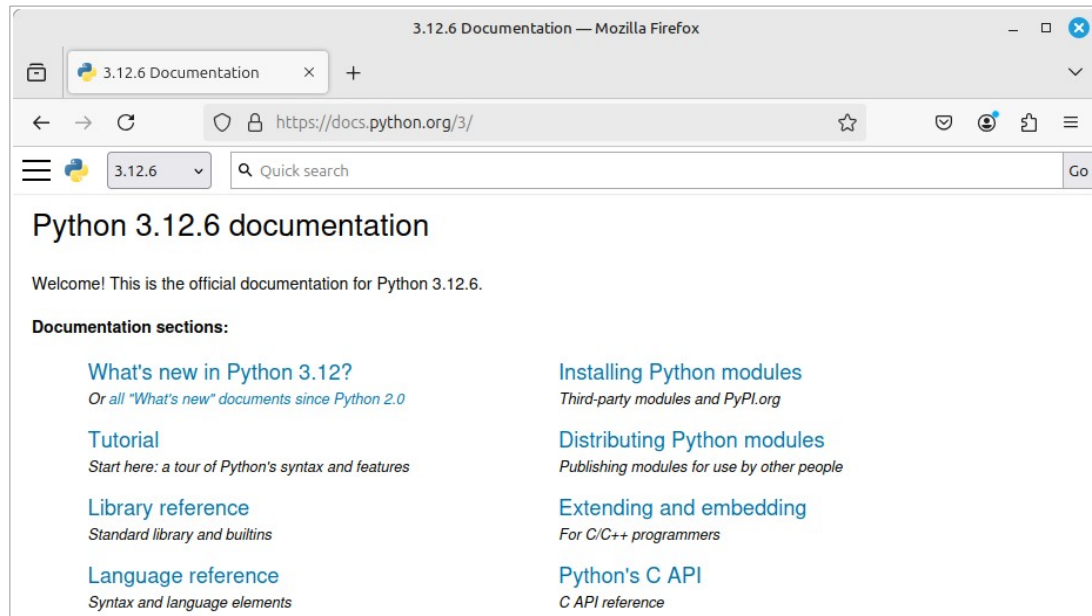 3.12.6 Documentation — Mozilla Firefox
3.12.6 Documentation
https://docs.python.org/3/
3.12.6
Quick search
Go
Python 3.12.6 documentation
Welcome! This is the official documentation for Python 3.12.6.
Documentation sections:
What's new in Python 3.12?
Or all "What's new" documents since Python 2.0
Tutorial
Start here: a tour of Python's syntax and features
Library reference
Standard library and builtins
Language reference
Syntax and language elements
Installing Python modules
Third-party modules and PyPI.org
Distributing Python modules
Publishing modules for use by other people
Extending and embedding
For C/C++ programmers
Python's C API
C API reference